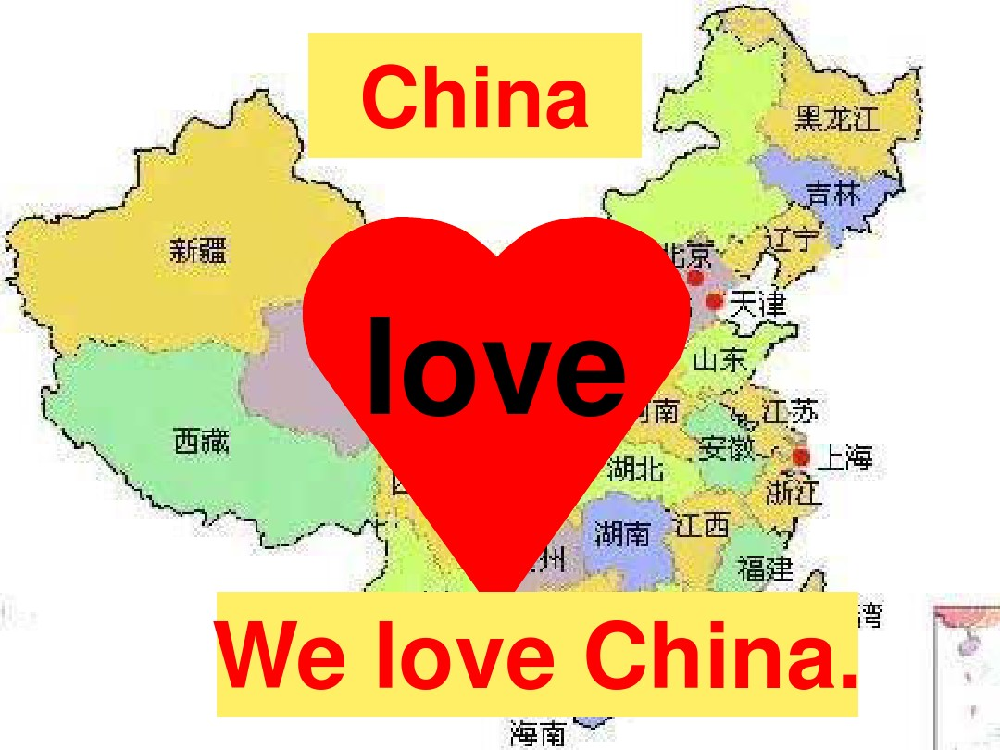 China
黑龙江
吉林
新疆
辽宁
北京
天津
love
山东
江苏
西藏
安徽
上海
湖北
浙江
江西
湖南
福建
We love China.
海南